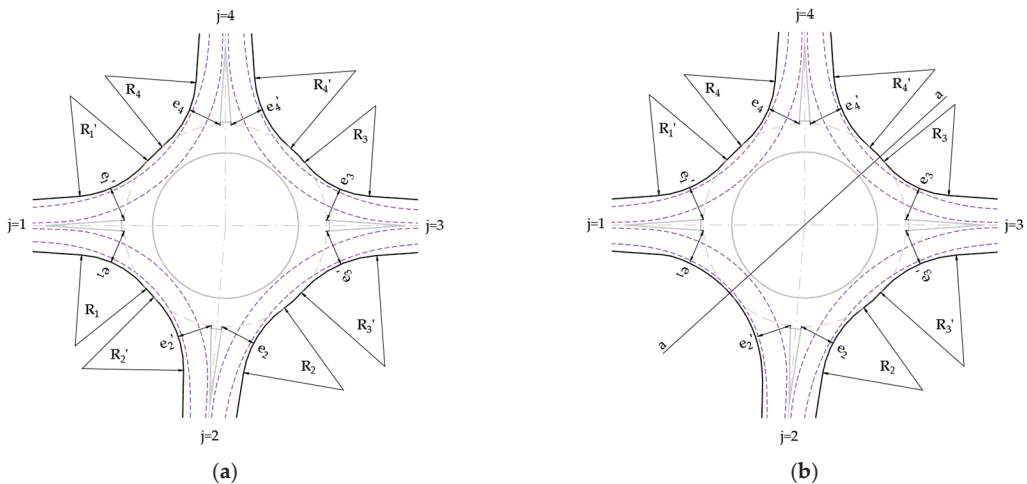 j=4
R4
R4'
R1'
R3
e4
e4'
e1'
e3
j=1
j=3
e1
e3'
R1
R2'
e2'
e2
R2
R3'
j=2
(a)
j=4
R4
R4'
a
R1'
R3
e4
e4'
e1'
e3
j=1
j=3
e1
e3'
a
e2'
e2
R2
R3'
j=2
(b)